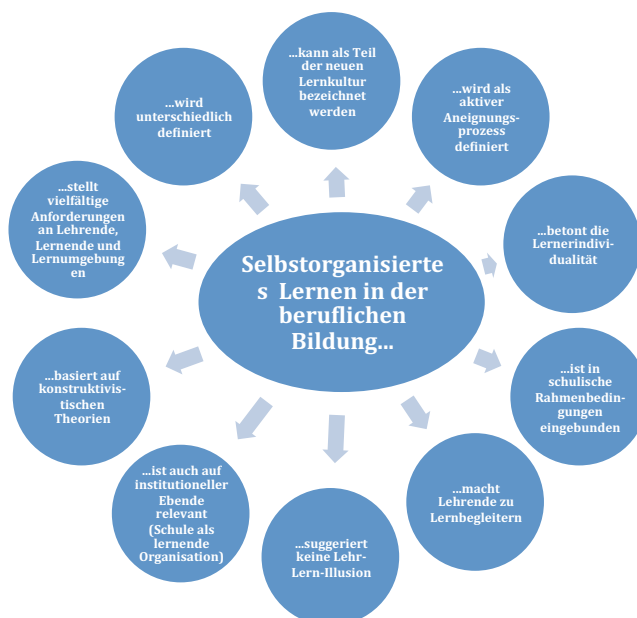 ...kann als Teil
der neuen
Lernkultur
bezeichnet
werden
...wird als
aktiver
Aneignungs-
prozess
definiert
...betont die
Lernerindivi-
dualität
...ist in
schulische
Rahmenbedin-
gungen
eingebunden
...macht
Lehrende zu
Lernbegleitern
...suggeriert
keine Lehr-
Lern-Illusion
...ist auch auf
institutioneller
Ebende
relevant
(Schule als
lernende
Organisation)
...basiert auf
konstruktivis-
tischen
Theorien
...stellt
vielfältige
Anforderungen
an Lehrende,
Lernende und
Lernumgebung
en
...wird
unterschiedlich
definiert
Selbstorganisierte
s Lernen in der
beruflichen
Bildung...